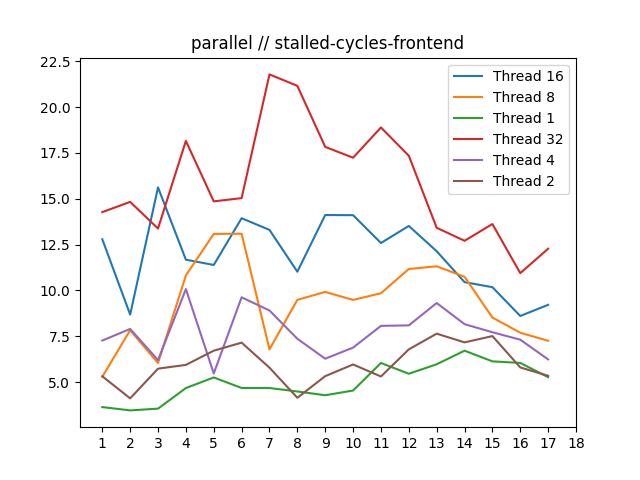 parallel // stalled-cycles-frontend
22.5
20.0
17.5
15.0
12.5
10.0
7.5
5.0
Thread 16
Thread 8
Thread 1
Thread 32
Thread 4
Thread 2
1 2 3 4 5 6 7 8 9 10 11 12 13 14 15 16 17 18